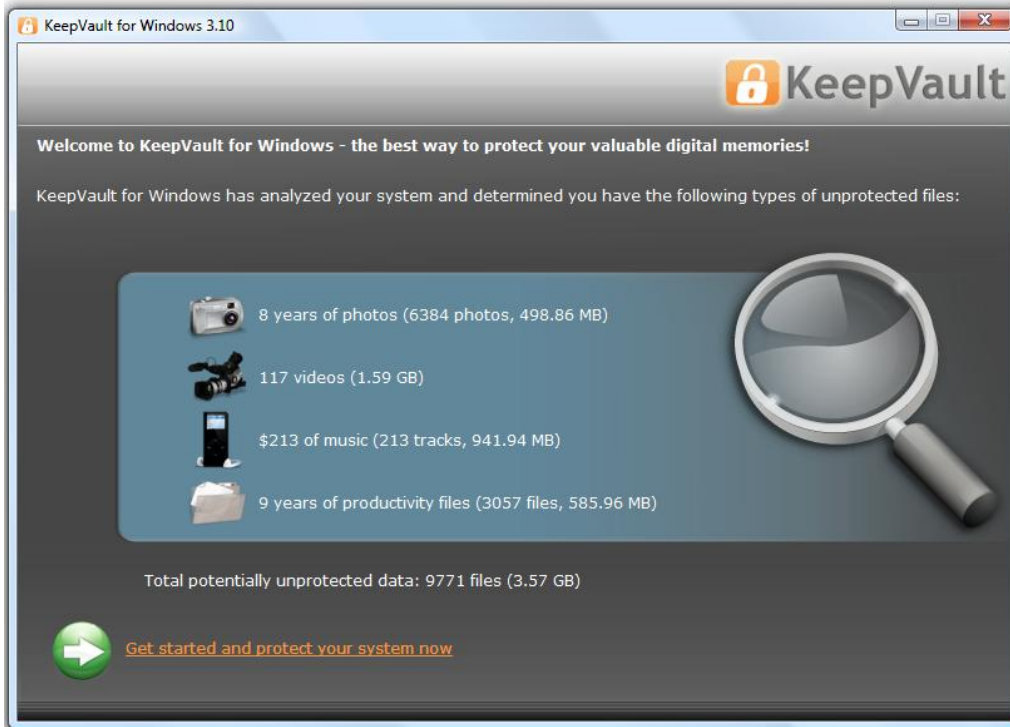 KeepVault for Windows 3.10
KeepVault
Welcome to KeepVault for Windows - the best way to protect your valuable digital memories!
KeepVault for Windows has analyzed your system and determined you have the following types of unprotected files:
8 years of photos (6384 photos, 498.86 MB)
117 videos (1.59 GB)
$213 of music (213 tracks, 941.94 MB)
9 years of productivity files (3057 files, 585.96 MB)
Total potentially unprotected data: 9771 files (3.57 GB)
Get started and protect your system now